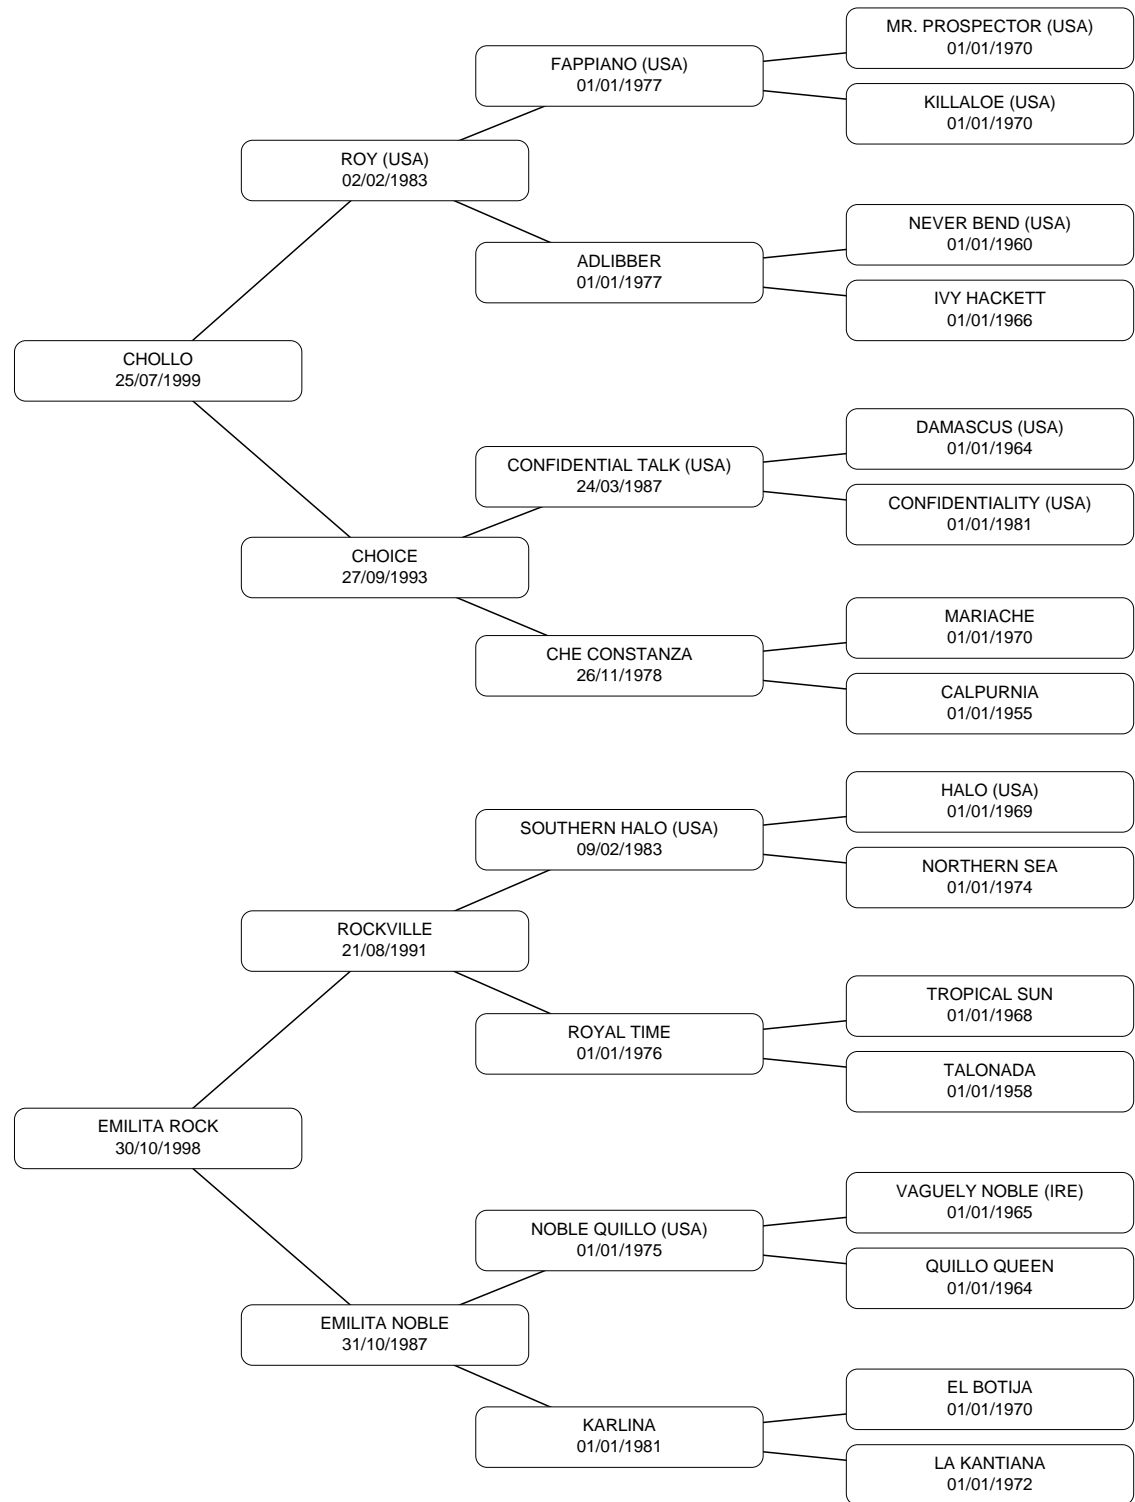 MR. PROSPECTOR (USA)
01/01/1970
FAPPIANO (USA)
01/01/1977
KILLALOE (USA)
01/01/1970
ROY (USA)
02/02/1983
NEVER BEND (USA)
01/01/1960
ADLIBBER
01/01/1977
IVY HACKETT
01/01/1966
CHOLLO
25/07/1999
DAMASCUS (USA)
01/01/1964
CONFIDENTIAL TALK (USA)
24/03/1987
CONFIDENTIALITY (USA)
01/01/1981
CHOICE
27/09/1993
MARIACHE
01/01/1970
CHE CONSTANZA
26/11/1978
CALPURNIA
01/01/1955
HALO (USA)
01/01/1969
SOUTHERN HALO (USA)
09/02/1983
NORTHERN SEA
01/01/1974
ROCKVILLE
21/08/1991
TROPICAL SUN
01/01/1968
ROYAL TIME
01/01/1976
TALONADA
01/01/1958
EMILITA ROCK
30/10/1998
VAGUELY NOBLE (IRE)
01/01/1965
NOBLE QUILLO (USA)
01/01/1975
QUILLO QUEEN
01/01/1964
EMILITA NOBLE
31/10/1987
EL BOTIJA
01/01/1970
KARLINA
01/01/1981
LA KANTIANA
01/01/1972